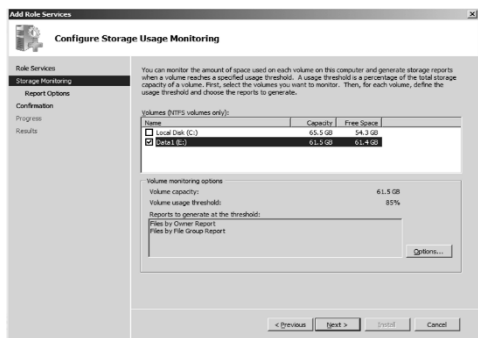 Add Role Services
Configure Storage Usage Monitoring
Role Services
Storage Monitoring
Report Options
Confirmation
Progress
Results
You can monitor the amount of space used on each volume on this computer and generate storage reports
when a volume reaches a specified usage threshold. A usage threshold is a percentage of the total storage
capacity of a volume. First, select the volumes you want to monitor. Then, for each volume, define the
usage threshold and choose the reports to generate.
Volumes (NTFS volumes only):
Name Capacity Free Space
Local Disk (C:) 65.5 GB 54.3 GB
Data1 (E:) 61.5 GB 61.4 GB
Volume monitoring options
Volume capacity: 61.5 GB
Volume usage threshold: 85%
Reports to generate at the threshold:
Files by Owner Report
Files by File Group Report
Options...
< Previous Next > Install Cancel